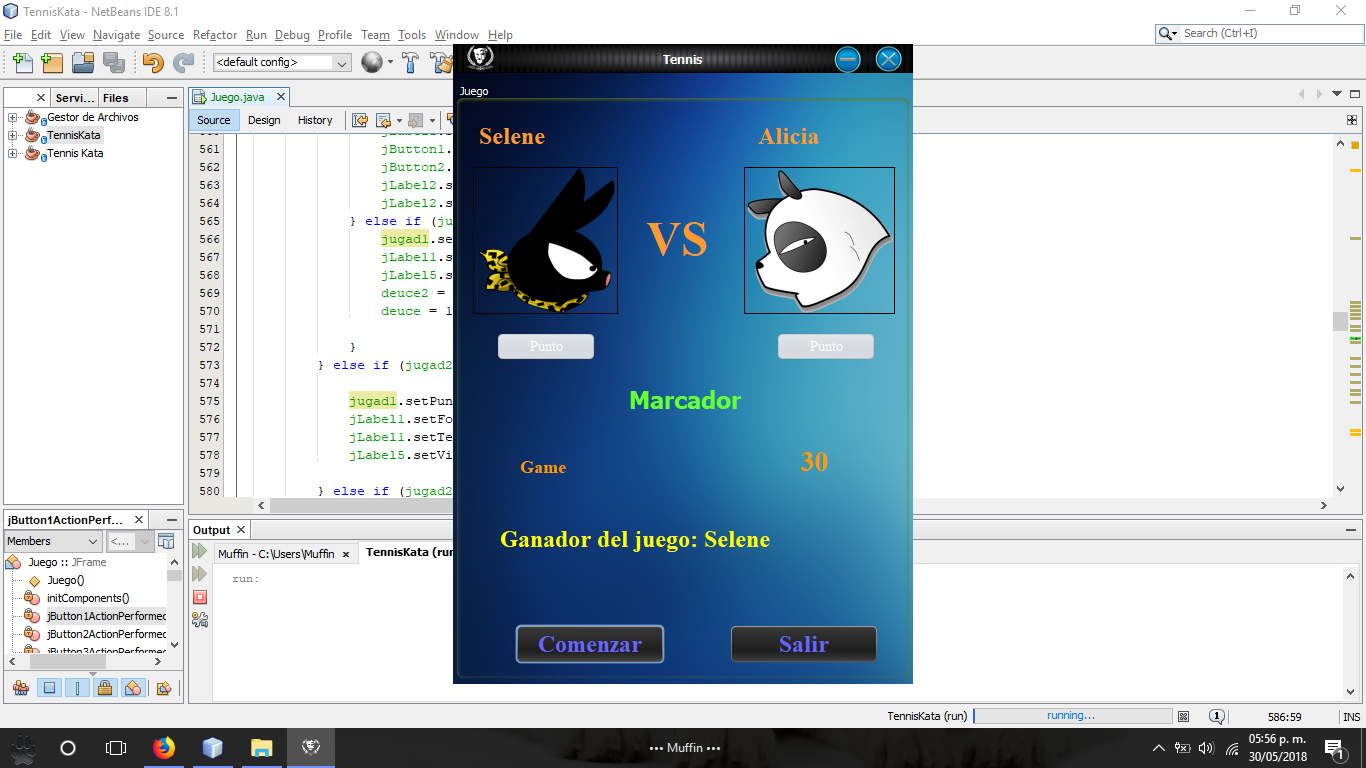 TennisKata - NetBeans IDE 8.1
File Edit View Navigate Source Refactor Run Debug Profile Team Tools Window Help
Search (Ctrl+I)
<default config>
Tennis
Servi... Files
Gestor de Archivos
TennisKata
Tennis Kata
Juego.java
Source Design History
561 jButton1.
562 jButton2.
563 jLabel2.s
564 jLabel2.s
565 } else if (ju
566 jugad1.se
567 jLabel1.s
568 jLabel5.s
569 deuce2 =
570 deuce = 1
571
572 }
573 } else if (jugad2
574
575 jugad1.setPun
576 jLabel1.setFo
577 jLabel1.setTe
578 jLabel5.setVi
579
580 } else if (jugad2
Juego
Selene
Alicia
VS
Punto
Punto
Marcador
Game
30
Ganador del juego: Selene
Comenzar
Salir
jButton1ActionPerf...
Members
<...
Juego :: JFrame
Juego()
initComponents()
jButton1ActionPerformed
jButton2ActionPerformed
jButton3ActionPerformed
Output
Muffin - C:\Users\Muffin
TennisKata (run
run:
TennisKata (run)
running...
1
586:59
INS
••• Muffin •••
05:56 p. m.
30/05/2018
1